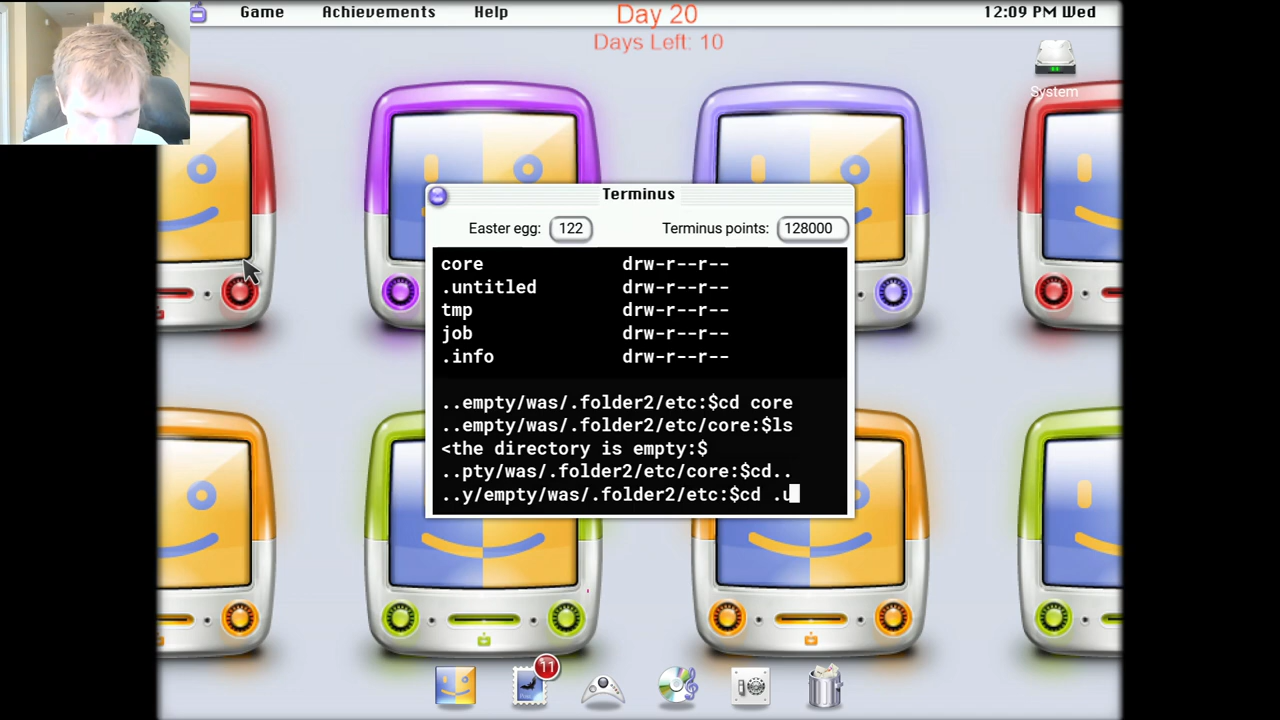 Game Achievements Help
Day 20
Days Left: 10
12:09 PM Wed
System
Terminus
Easter egg: 122 Terminus points: 128000
core drw-r--r--
.untitled drw-r--r--
tmp drw-r--r--
job drw-r--r--
.info drw-r--r--
..empty/was/.folder2/etc:$cd core
..empty/was/.folder2/etc/core:$ls
<the directory is empty:$
..pty/was/.folder2/etc/core:$cd..
..y/empty/was/.folder2/etc:$cd .u
11